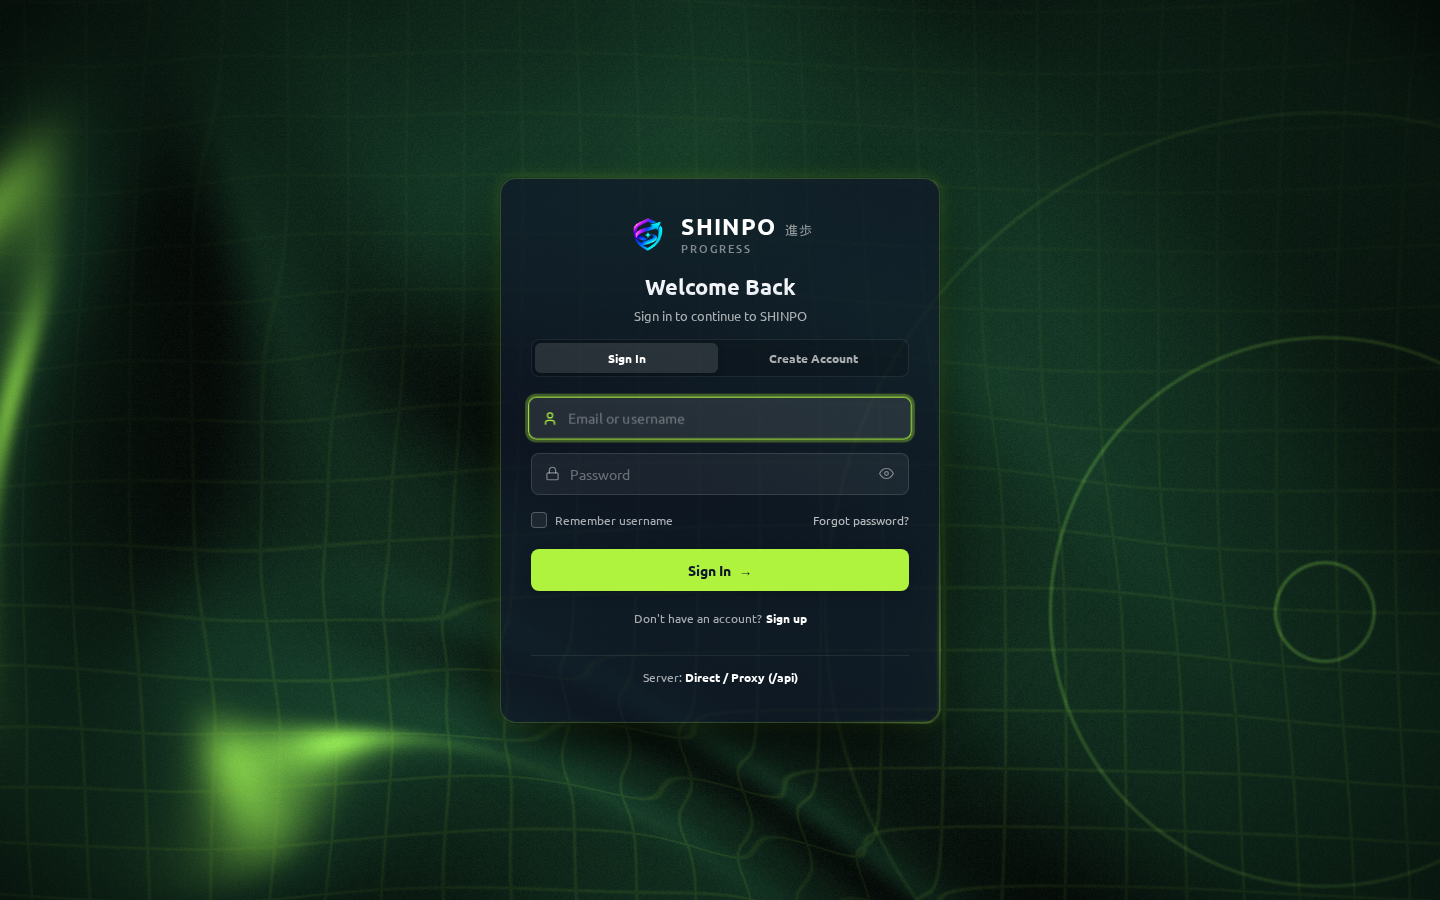 SHINPO 進歩
PROGRESS
Welcome Back
Sign in to continue to SHINPO
Sign In
Create Account
Email or username
Password
Remember username
Forgot password?
Sign In →
Don't have an account? Sign up
Server: Direct / Proxy (/api)